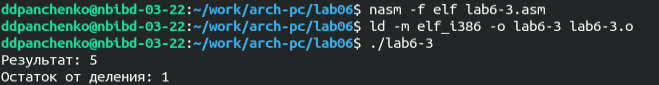 ddpanchenko@nbibd-03-22:~/work/arch-pc/lab06$ nasm -f elf lab6-3.asm
ddpanchenko@nbibd-03-22:~/work/arch-pc/lab06$ ld -m elf_i386 -o lab6-3 lab6-3.o
ddpanchenko@nbibd-03-22:~/work/arch-pc/lab06$ ./lab6-3
Результат: 5
Остаток от деления: 1